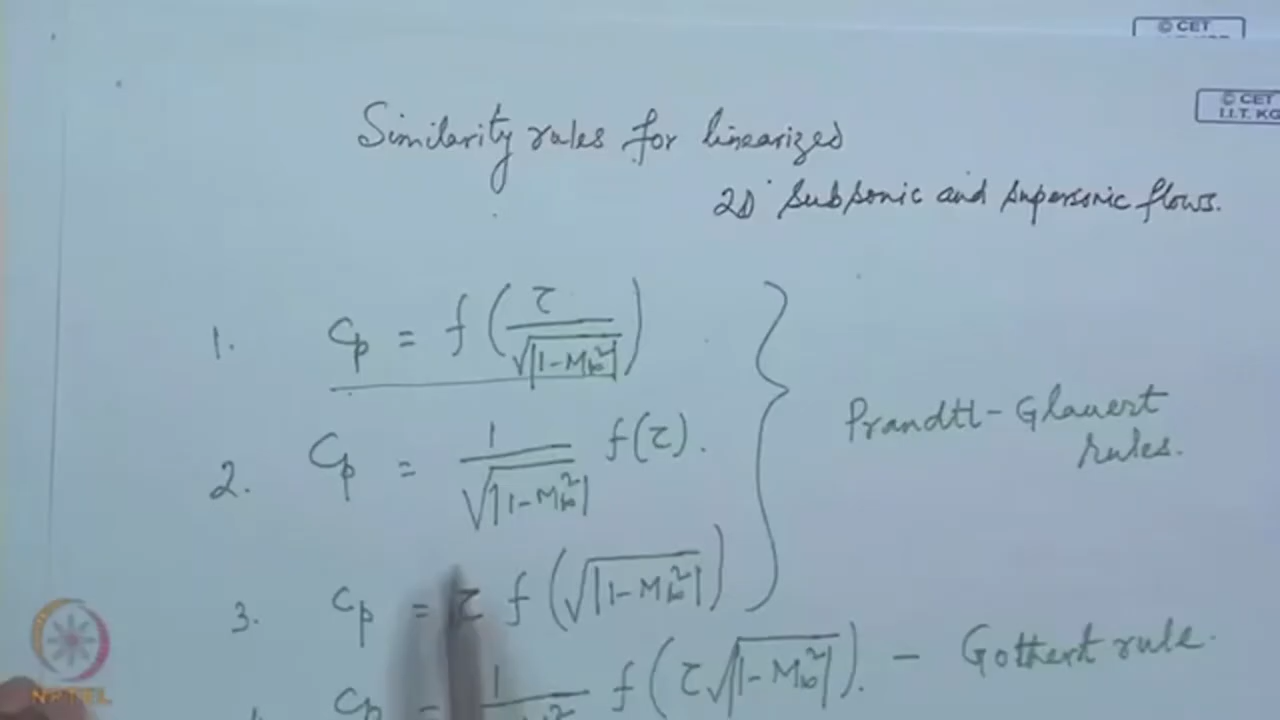 © CET
© CET
I.I.T. KG
Similarity rules for linearized
2D subsonic and supersonic flows.
1. Cp = f(τ/√|1-M∞²|)
2. Cp = 1/√|1-M∞²| f(τ).
Prandtl-Glauert
rules.
3. Cp = τ f(√|1-M∞²|)
Cp = 1 f(τ√|1-M∞²|). - Gothert rule.
NPTEL